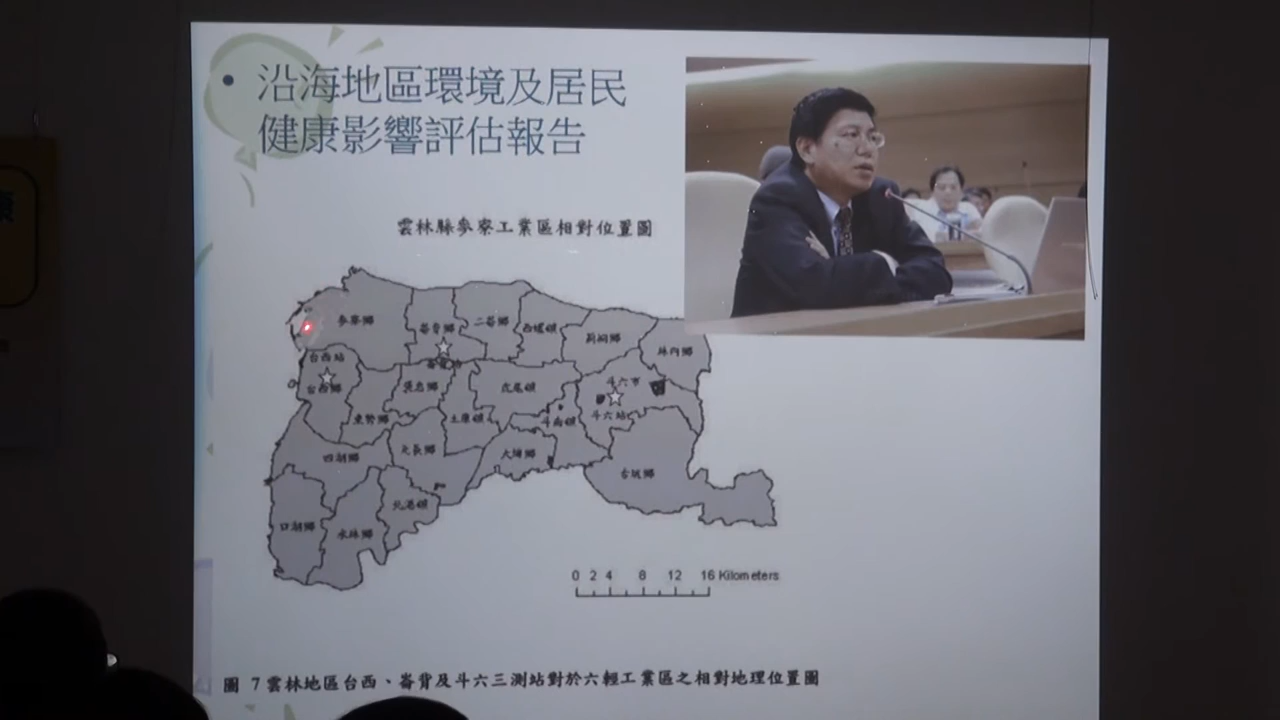 • 沿海地區環境及居民
健康影響評估報告
雲林縣麥寮工業區相對位置圖
麥寮鄉
崙背鄉
二崙鄉
西螺鎮
莿桐鄉
林內鄉
台西站
台西鄉
褒忠鄉
虎尾鎮
斗六市
斗六站
東勢鄉
土庫鎮
斗南鎮
四湖鄉
元長鄉
大埤鄉
古坑鄉
北港鎮
口湖鄉
水林鄉
0 2 4 8 12 16 Kilometers
圖 7 雲林地區台西、崙背及斗六三測站對於六輕工業區之相對地理位置圖